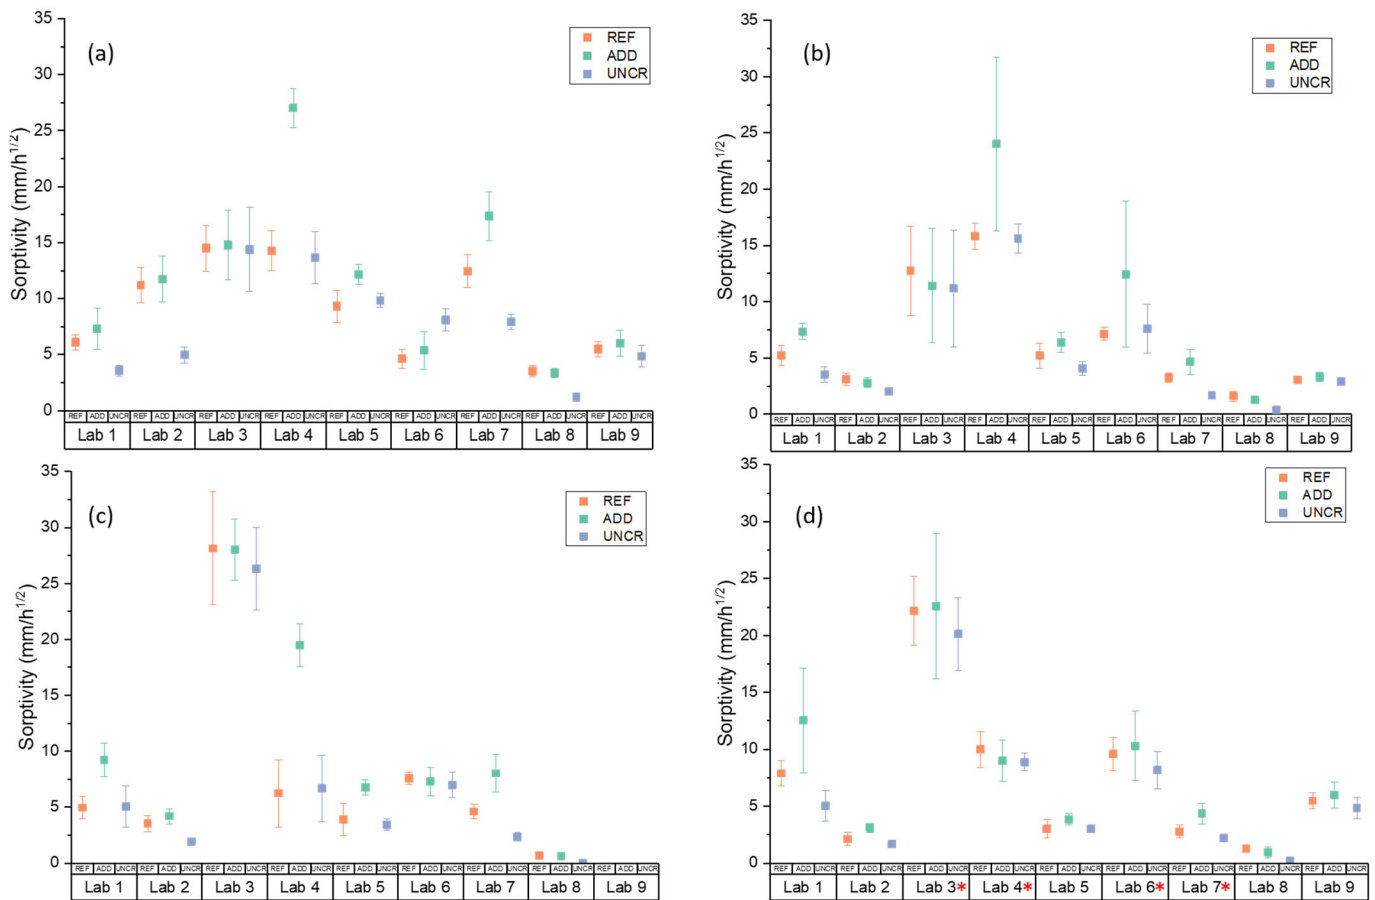 (a)
REF
ADD
UNCR
Sorptivity (mm/h1/2)
35
30
25
20
15
10
5
0
REF ADD UNCR REF ADD UNCR REF ADD UNCR REF ADD UNCR REF ADD UNCR REF ADD UNCR REF ADD UNCR REF ADD UNCR REF ADD UNCR
Lab 1 Lab 2 Lab 3 Lab 4 Lab 5 Lab 6 Lab 7 Lab 8 Lab 9
(b)
REF
ADD
UNCR
Sorptivity (mm/h1/2)
35
30
25
20
15
10
5
0
REF ADD UNCR REF ADD UNCR REF ADD UNCR REF ADD UNCR REF ADD UNCR REF ADD UNCR REF ADD UNCR REF ADD UNCR REF ADD UNCR
Lab 1 Lab 2 Lab 3 Lab 4 Lab 5 Lab 6 Lab 7 Lab 8 Lab 9
(c)
REF
ADD
UNCR
Sorptivity (mm/h1/2)
35
30
25
20
15
10
5
0
REF ADD UNCR REF ADD UNCR REF ADD UNCR REF ADD UNCR REF ADD UNCR REF ADD UNCR REF ADD UNCR REF ADD UNCR REF ADD UNCR
Lab 1 Lab 2 Lab 3 Lab 4 Lab 5 Lab 6 Lab 7 Lab 8 Lab 9
(d)
REF
ADD
UNCR
Sorptivity (mm/h1/2)
35
30
25
20
15
10
5
0
REF ADD UNCR REF ADD UNCR REF ADD UNCR REF ADD UNCR REF ADD UNCR REF ADD UNCR REF ADD UNCR REF ADD UNCR REF ADD UNCR
Lab 1 Lab 2 Lab 3* Lab 4* Lab 5 Lab 6* Lab 7* Lab 8 Lab 9